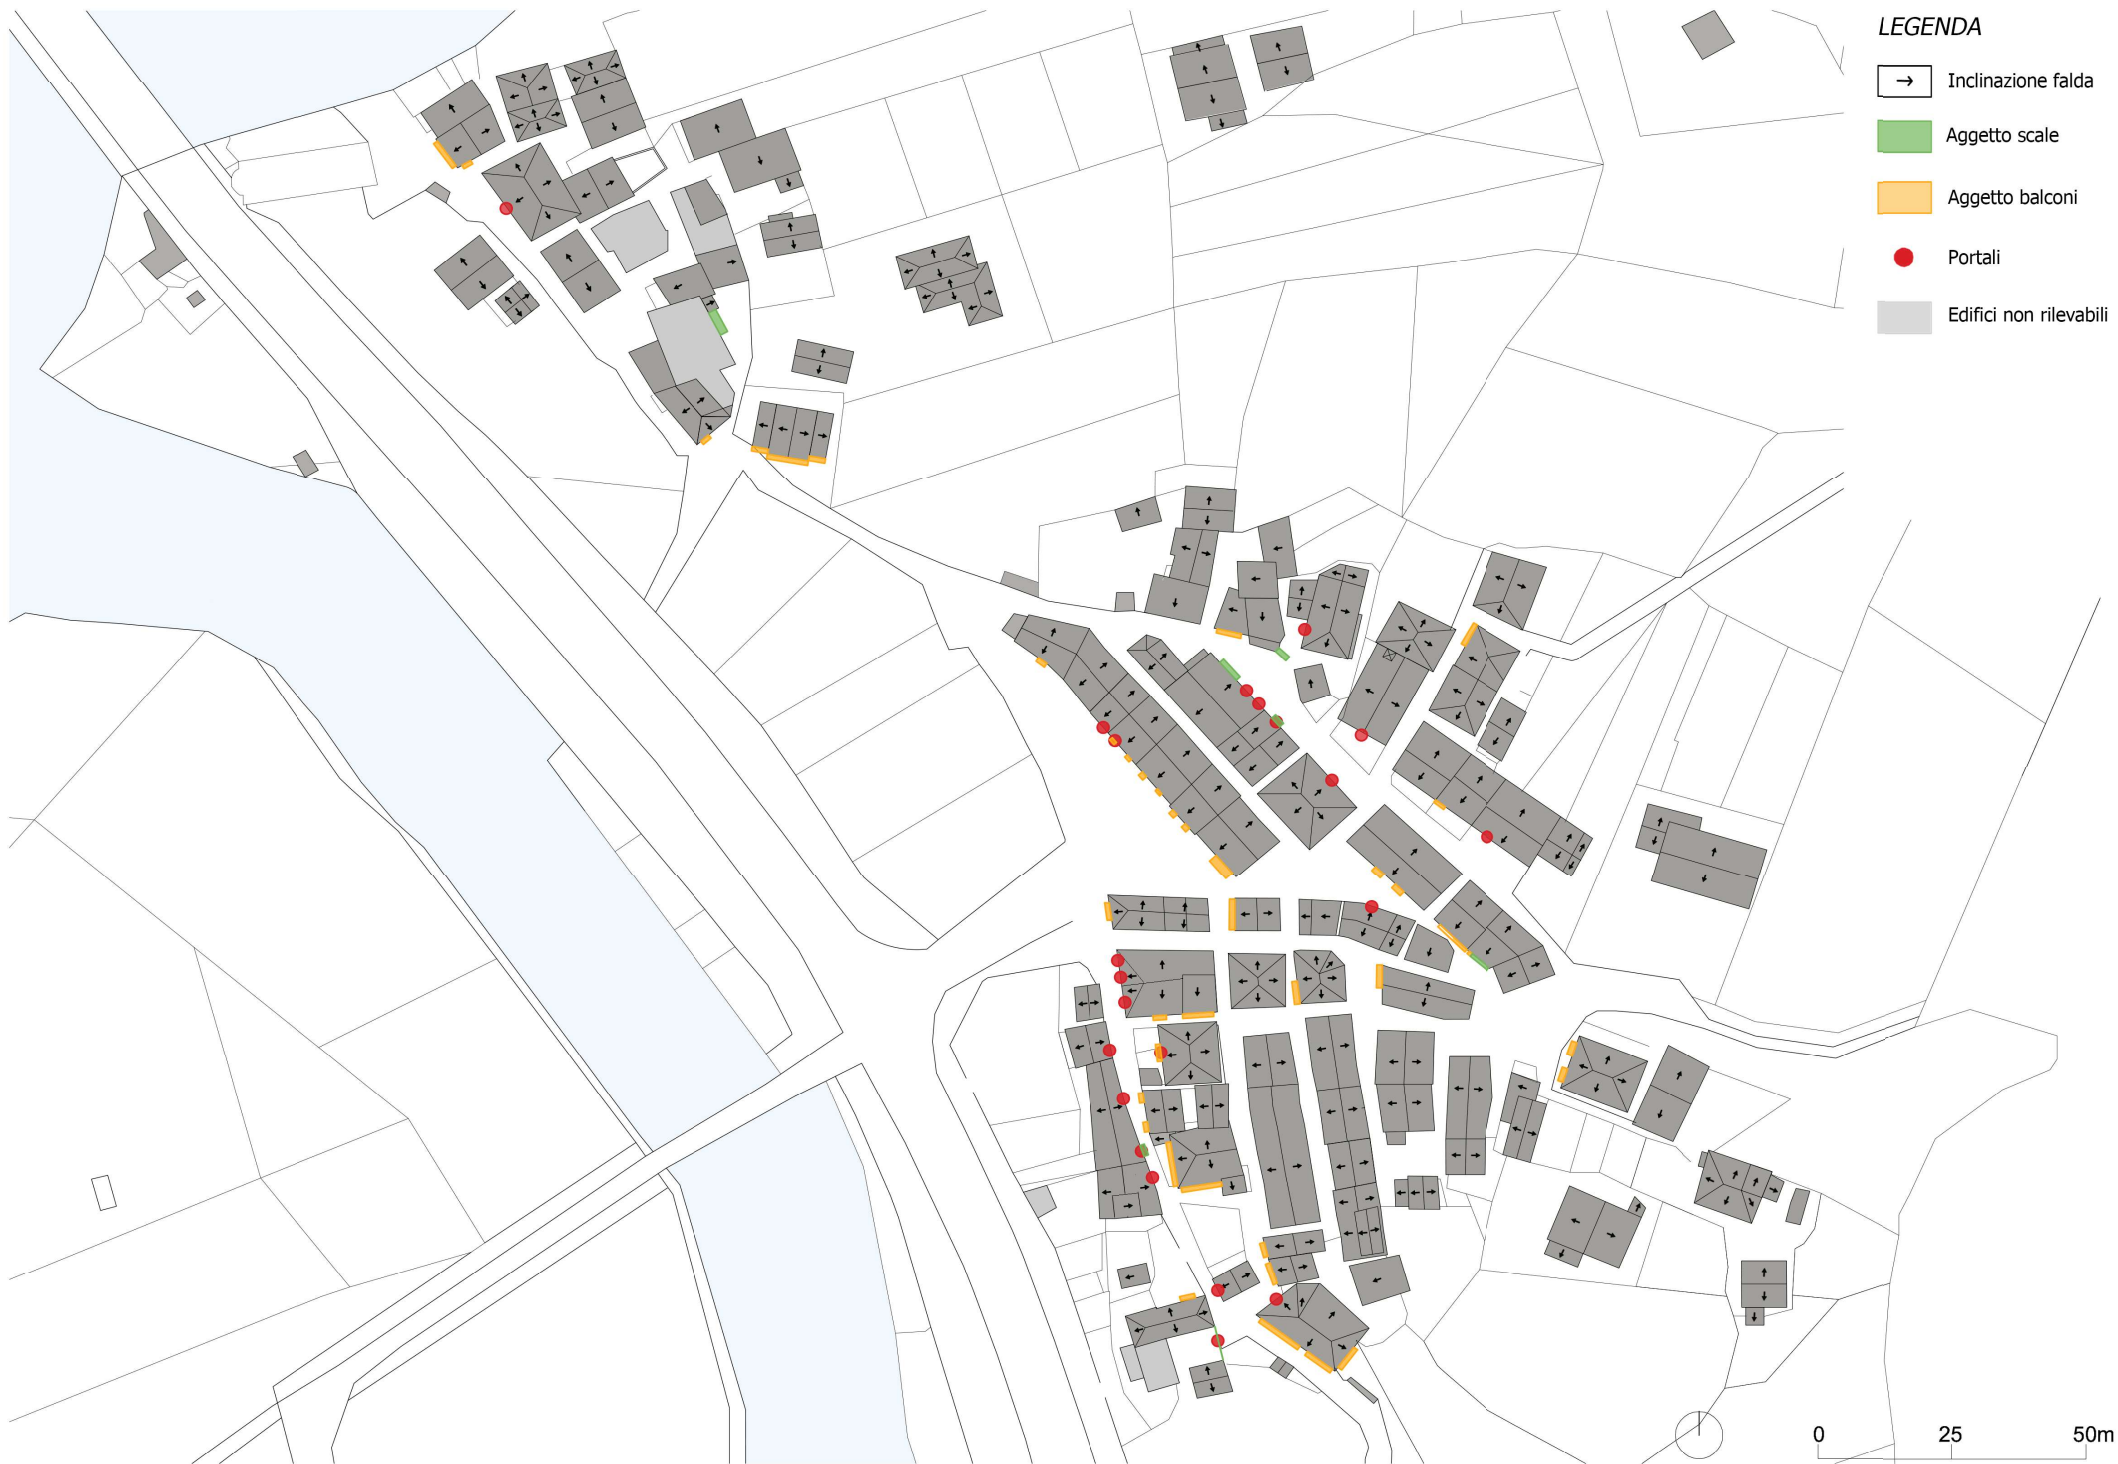 LEGENDA
Inclinazione falda
Aggetto scale
Aggetto balconi
Portali
Edifici non rilevabili
0 25 50m